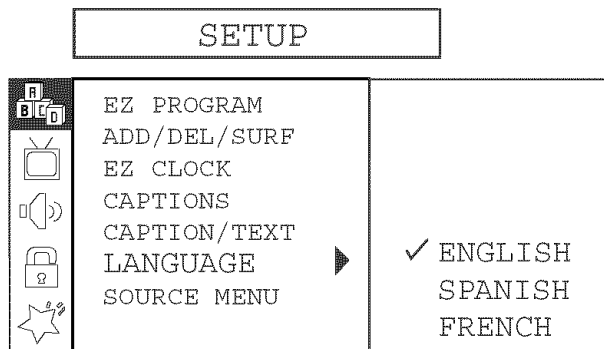 SETUP
A
B C D
EZ PROGRAM
ADD/DEL/SURF
EZ CLOCK
CAPTIONS
CAPTION/TEXT
LANGUAGE
SOURCE MENU
ENGLISH
SPANISH
FRENCH